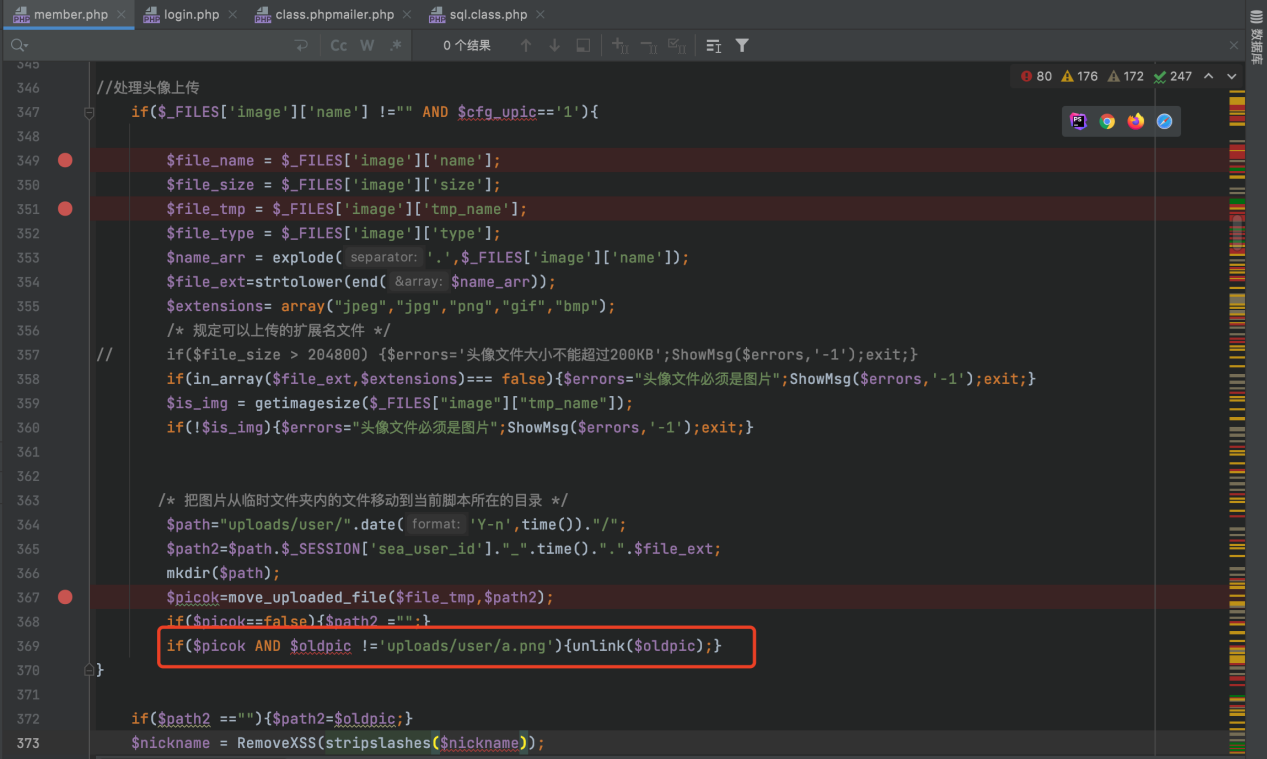 member.php
login.php
class.phpmailer.php
sql.class.php
数据库
Cc W .*
0 个结果
80 176 172 247
345
346 //处理头像上传
347 if($_FILES['image']['name'] !="" AND $cfg_upic=='1'){
348
349 $file_name = $_FILES['image']['name'];
350 $file_size = $_FILES['image']['size'];
351 $file_tmp = $_FILES['image']['tmp_name'];
352 $file_type = $_FILES['image']['type'];
353 $name_arr = explode( separator: '.',$_FILES['image']['name']);
354 $file_ext=strtolower(end( &array: $name_arr));
355 $extensions= array("jpeg","jpg","png","gif","bmp");
356 /* 规定可以上传的扩展名文件 */
357 // if($file_size > 204800) {$errors='头像文件大小不能超过200KB';ShowMsg($errors,'-1');exit;}
358 if(in_array($file_ext,$extensions)=== false){$errors="头像文件必须是图片";ShowMsg($errors,'-1');exit;}
359 $is_img = getimagesize($_FILES["image"]["tmp_name"]);
360 if(!$is_img){$errors="头像文件必须是图片";ShowMsg($errors,'-1');exit;}
361
362
363 /* 把图片从临时文件夹内的文件移动到当前脚本所在的目录 */
364 $path="uploads/user/".date( format: 'Y-n',time())."/";
365 $path2=$path.$_SESSION['sea_user_id']."_".time().".".$file_ext;
366 mkdir($path);
367 $picok=move_uploaded_file($file_tmp,$path2);
368 if($picok==false){$path2 ="";}
369 if($picok AND $oldpic !='uploads/user/a.png'){unlink($oldpic);}
370 }
371
372 if($path2 ==""){$path2=$oldpic;}
373 $nickname = RemoveXSS(stripslashes($nickname));